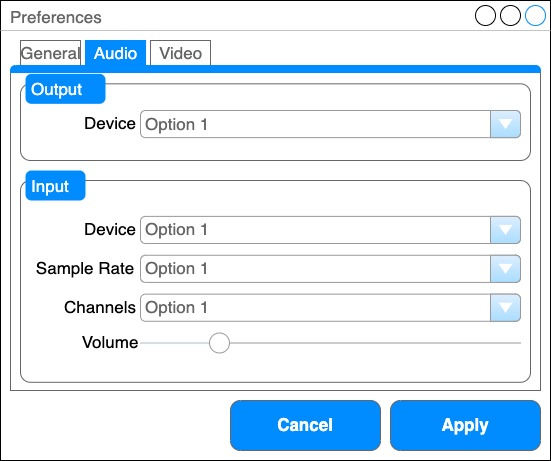 Preferences
General Audio Video
Output
Device Option 1
Input
Device Option 1
Sample Rate Option 1
Channels Option 1
Volume
Cancel Apply